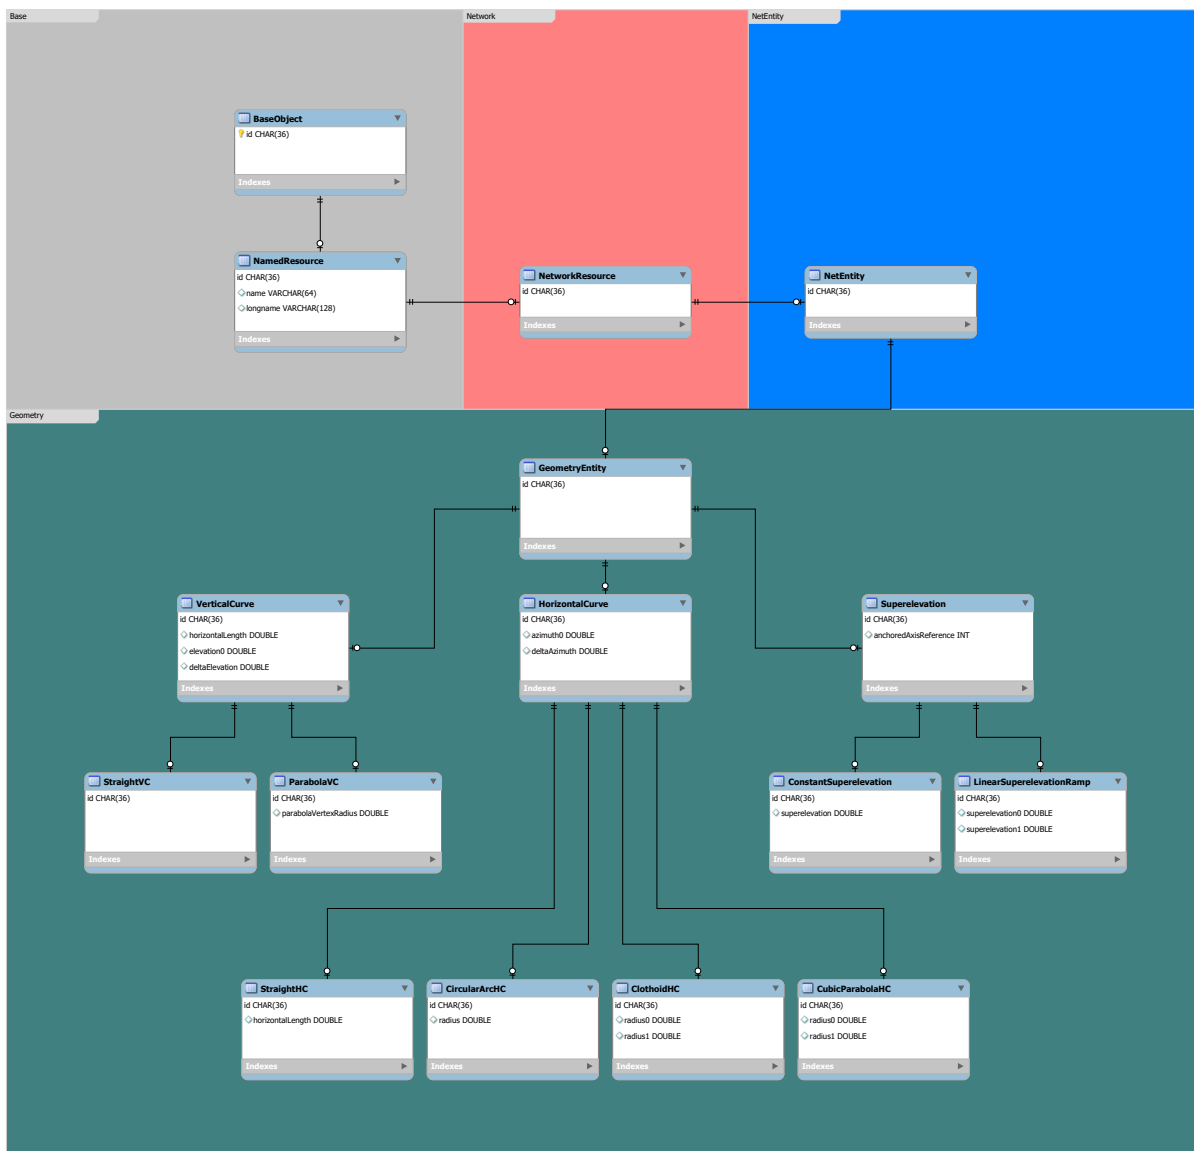 Base
Network
NetEntity
BaseObject
id CHAR(36)
Indexes
NamedResource
id CHAR(36)
name VARCHAR(64)
longname VARCHAR(128)
Indexes
NetworkResource
id CHAR(36)
Indexes
NetEntity
id CHAR(36)
Indexes
Geometry
GeometryEntity
id CHAR(36)
Indexes
VerticalCurve
id CHAR(36)
horizontalLength DOUBLE
elevation0 DOUBLE
deltaElevation DOUBLE
Indexes
HorizontalCurve
id CHAR(36)
azimuth0 DOUBLE
deltaAzimuth DOUBLE
Indexes
Superelevation
id CHAR(36)
anchoredAxisReference INT
Indexes
StraightVC
id CHAR(36)
Indexes
ParabolaVC
id CHAR(36)
parabolaVertexRadius DOUBLE
Indexes
ConstantSuperelevation
id CHAR(36)
superelevation DOUBLE
Indexes
LinearSuperelevationRamp
id CHAR(36)
superelevation0 DOUBLE
superelevation1 DOUBLE
Indexes
StraightHC
id CHAR(36)
horizontalLength DOUBLE
Indexes
CircularArcHC
id CHAR(36)
radius DOUBLE
Indexes
ClothoidHC
id CHAR(36)
radius0 DOUBLE
radius1 DOUBLE
Indexes
CubicParabolaHC
id CHAR(36)
radius0 DOUBLE
radius1 DOUBLE
Indexes